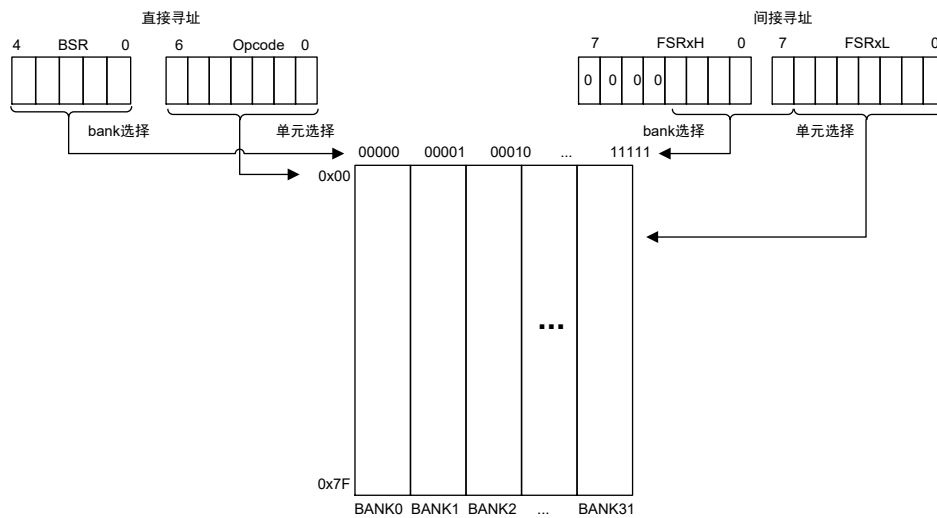 直接寻址
间接寻址
4 BSR 0
6 Opcode 0
7 FSRxH 0
7 FSRxL 0
0 0 0 0
bank选择
单元选择
bank选择
单元选择
00000 00001 00010 ... 11111
0x00
...
0x7F
BANK0 BANK1 BANK2 ... BANK31